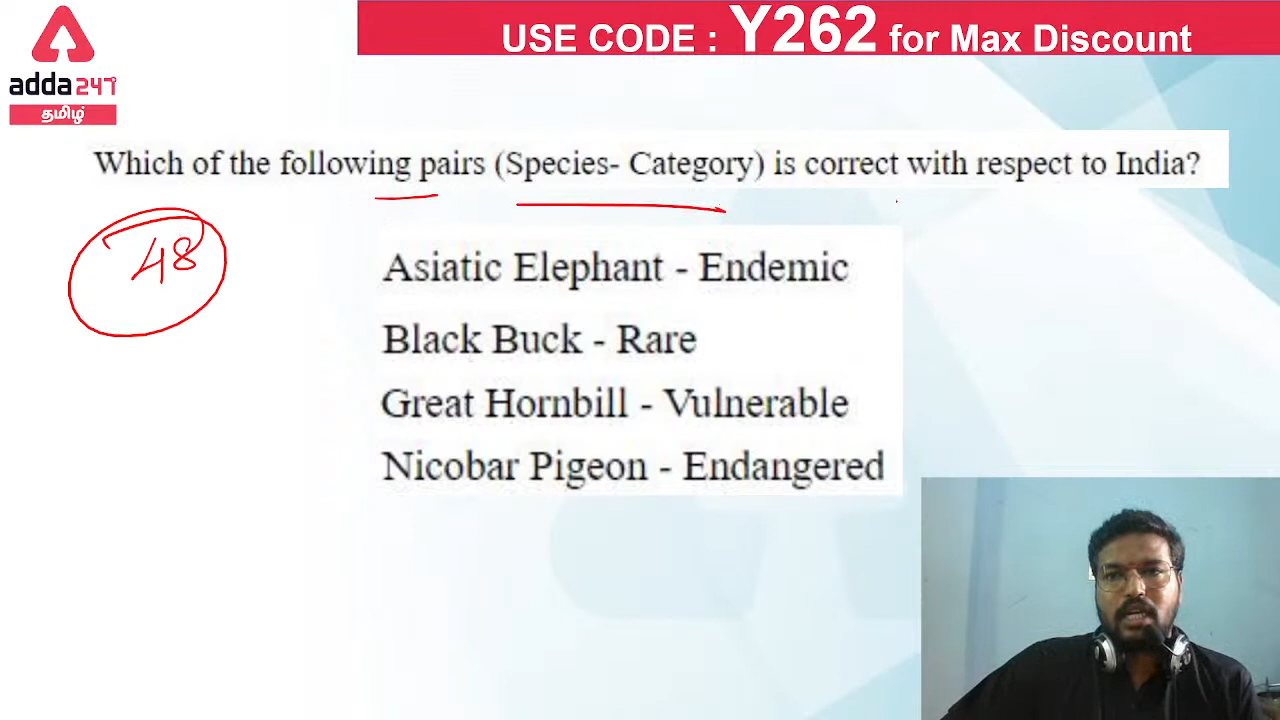 USE CODE : Y262 for Max Discount
adda247
தமிழ்
Which of the following pairs (Species- Category) is correct with respect to India?
48
Asiatic Elephant - Endemic
Black Buck - Rare
Great Hornbill - Vulnerable
Nicobar Pigeon - Endangered